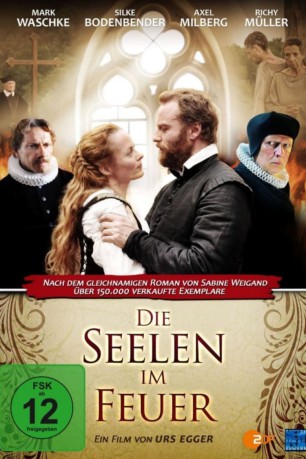 MARK WASCHKE
SILKE BODENBENDER
AXEL MILBERG
RICHY MÜLLER
NACH DEM GLEICHNAMIGEN ROMAN VON SABINE WEIGAND
ÜBER 150.000 VERKAUFTE EXEMPLARE
DIE
SEELEN
IM
FEUER
FSK
ab
12
freigegeben
EIN FILM VON URS EGGER
ZDF